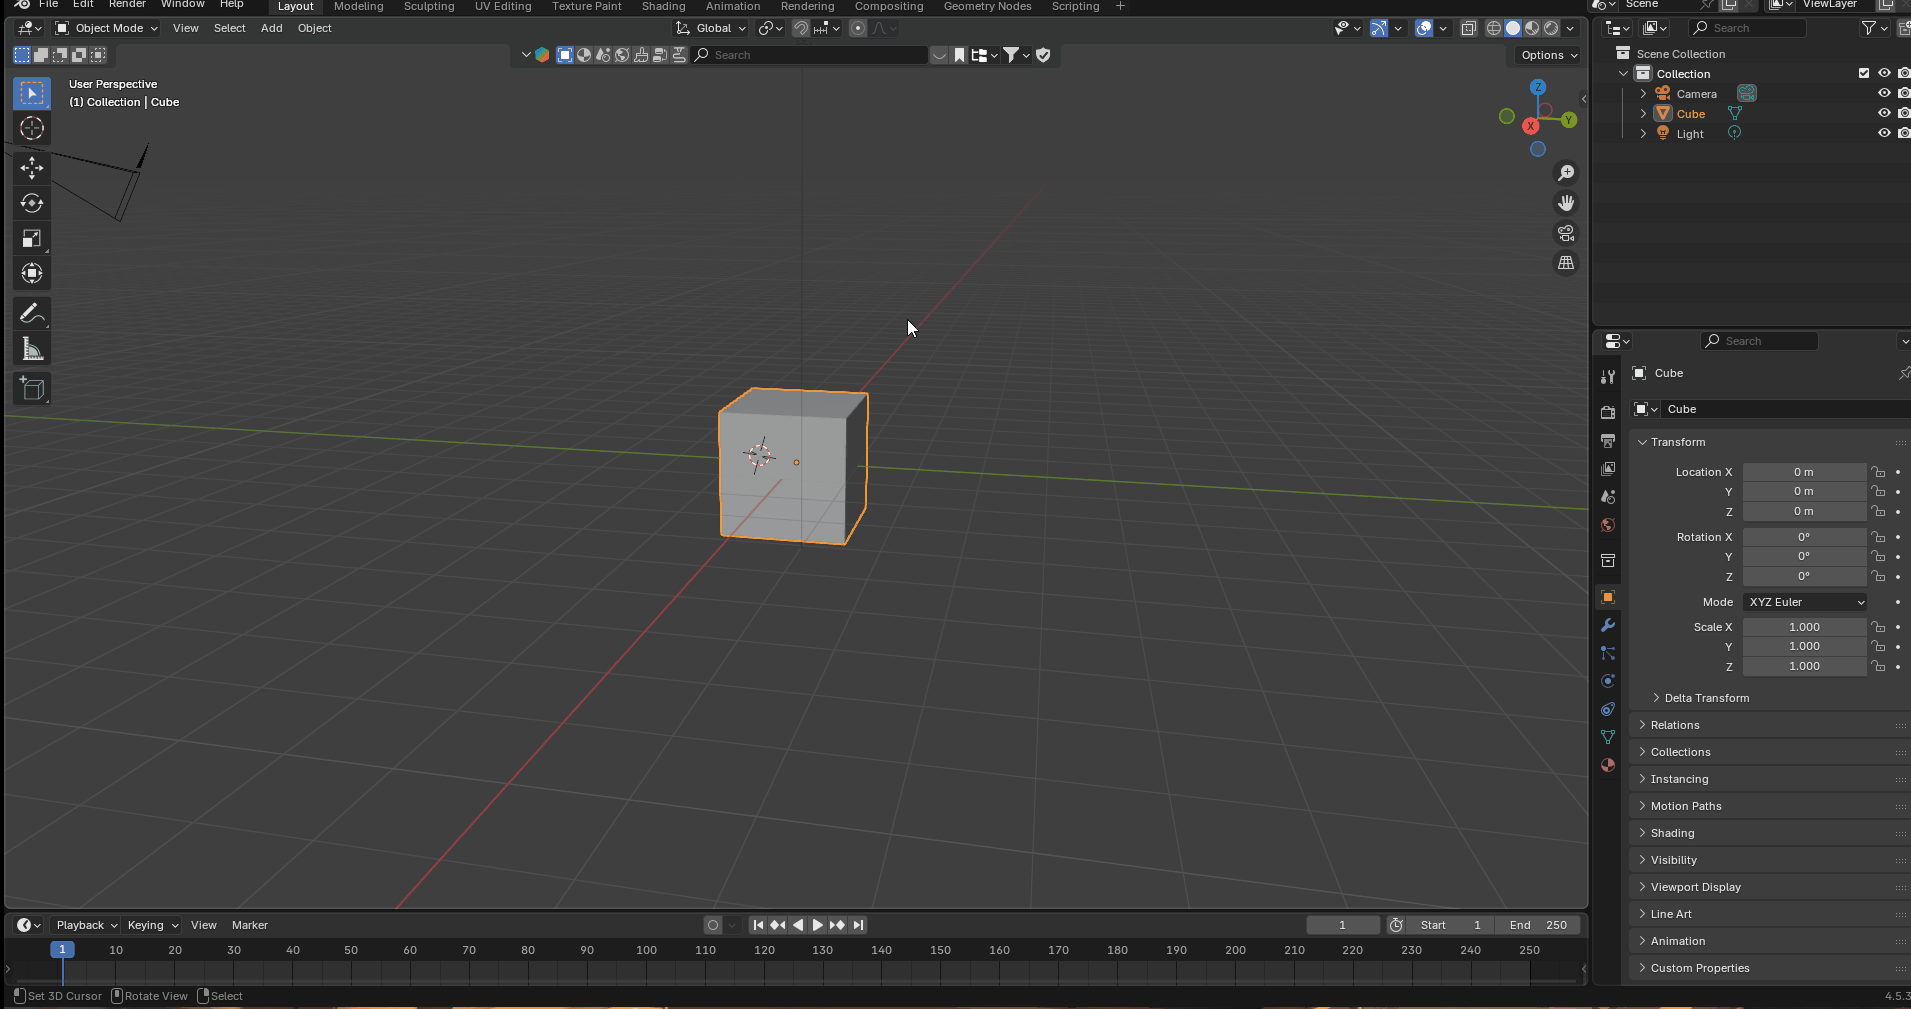 File Edit Render Window Help Layout Modeling Sculpting UV Editing Texture Paint Shading Animation Rendering Compositing Geometry Nodes Scripting + Scene ViewLayer
Object Mode View Select Add Object Global Search
Search Options
User Perspective
(1) Collection | Cube
Z
Y
X
Scene Collection
Collection
Camera
Cube
Light
Search
Cube
Cube
Transform
Location X 0 m
Y 0 m
Z 0 m
Rotation X 0°
Y 0°
Z 0°
Mode XYZ Euler
Scale X 1.000
Y 1.000
Z 1.000
Delta Transform
Relations
Collections
Instancing
Motion Paths
Shading
Visibility
Viewport Display
Line Art
Animation
Custom Properties
Playback Keying View Marker 1 Start 1 End 250
1 10 20 30 40 50 60 70 80 90 100 110 120 130 140 150 160 170 180 190 200 210 220 230 240 250
Set 3D Cursor Rotate View Select 4.5.3